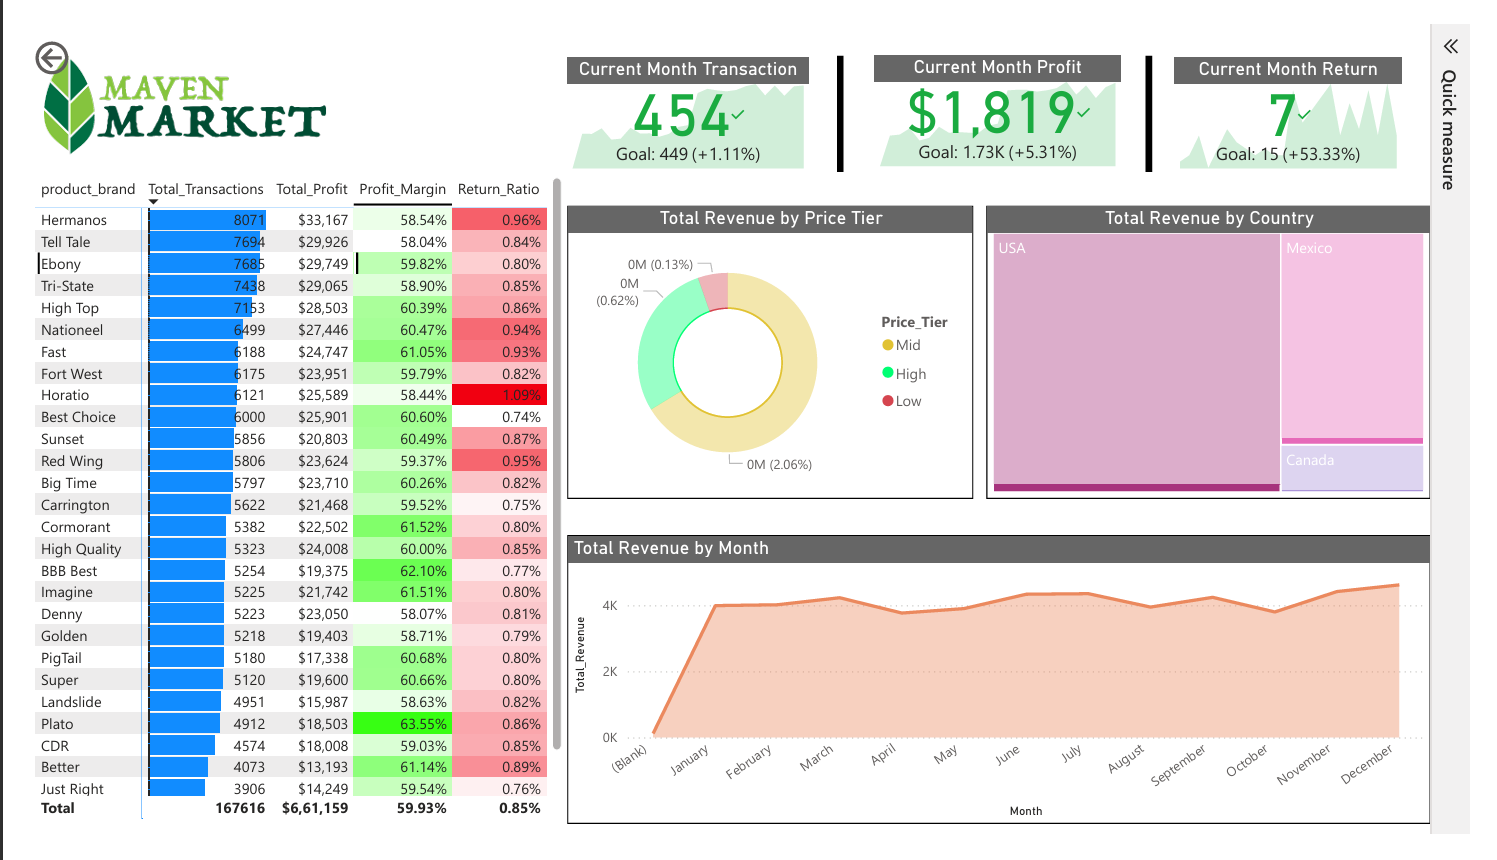 MAVEN
MARKET
Current Month Transaction
454
Goal: 449 (+1.11%)
Current Month Profit
$1,819
Goal: 1.73K (+5.31%)
Current Month Return
7
Goal: 15 (+53.33%)
Quick measure
product_brand Total_Transactions Total_Profit Profit_Margin Return_Ratio
Hermanos 8071 $33,167 58.54% 0.96%
Tell Tale 7694 $29,926 58.04% 0.84%
Ebony 7685 $29,749 59.82% 0.80%
Tri-State 7438 $29,065 58.90% 0.85%
High Top 7153 $28,503 60.39% 0.86%
Nationeel 6499 $27,446 60.47% 0.94%
Fast 6188 $24,747 61.05% 0.93%
Fort West 6175 $23,951 59.79% 0.82%
Horatio 6121 $25,589 58.44% 1.09%
Best Choice 6000 $25,901 60.60% 0.74%
Sunset 5856 $20,803 60.49% 0.87%
Red Wing 5806 $23,624 59.37% 0.95%
Big Time 5797 $23,710 60.26% 0.82%
Carrington 5622 $21,468 59.52% 0.75%
Cormorant 5382 $22,502 61.52% 0.80%
High Quality 5323 $24,008 60.00% 0.85%
BBB Best 5254 $19,375 62.10% 0.77%
Imagine 5225 $21,742 61.51% 0.80%
Denny 5223 $23,050 58.07% 0.81%
Golden 5218 $19,403 58.71% 0.79%
PigTail 5180 $17,338 60.68% 0.80%
Super 5120 $19,600 60.66% 0.80%
Landslide 4951 $15,987 58.63% 0.82%
Plato 4912 $18,503 63.55% 0.86%
CDR 4574 $18,008 59.03% 0.85%
Better 4073 $13,193 61.14% 0.89%
Just Right 3906 $14,249 59.54% 0.76%
Total 167616 $6,61,159 59.93% 0.85%
Total Revenue by Price Tier
0M (0.13%)
0M
(0.62%)
0M (2.06%)
Price_Tier
Mid
High
Low
Total Revenue by Country
USA
Mexico
Canada
Total Revenue by Month
Total_Revenue
4K
2K
0K
(Blank) January February March April May June July August September October November December
Month